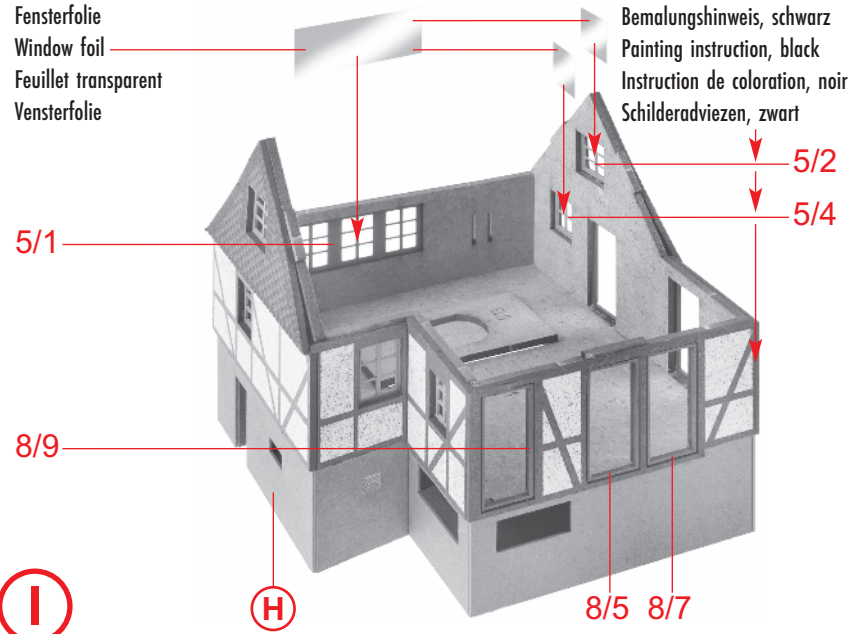 Fensterfolie
Window foil
Feuillet transparent
Vensterfolie
Bemalungshinweis, schwarz
Painting instruction, black
Instruction de coloration, noir
Schilderadviezen, zwart
5/2
5/4
5/1
8/9
I
H
8/5 8/7